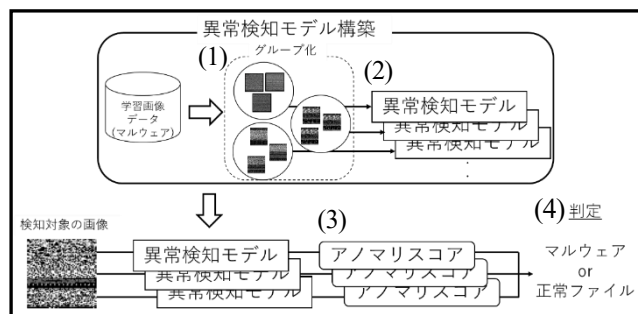 異常検知モデル構築
(1)
グループ化
(2)
学習画像
データ
(マルウェア)
異常検知モデル
異常検知モデル
異常検知モデル
検知対象の画像
(3)
(4) 判定
異常検知モデル
異常検知モデル
異常検知モデル
アノマリスコア
アノマリスコア
アノマリスコア
マルウェア
or
正常ファイル